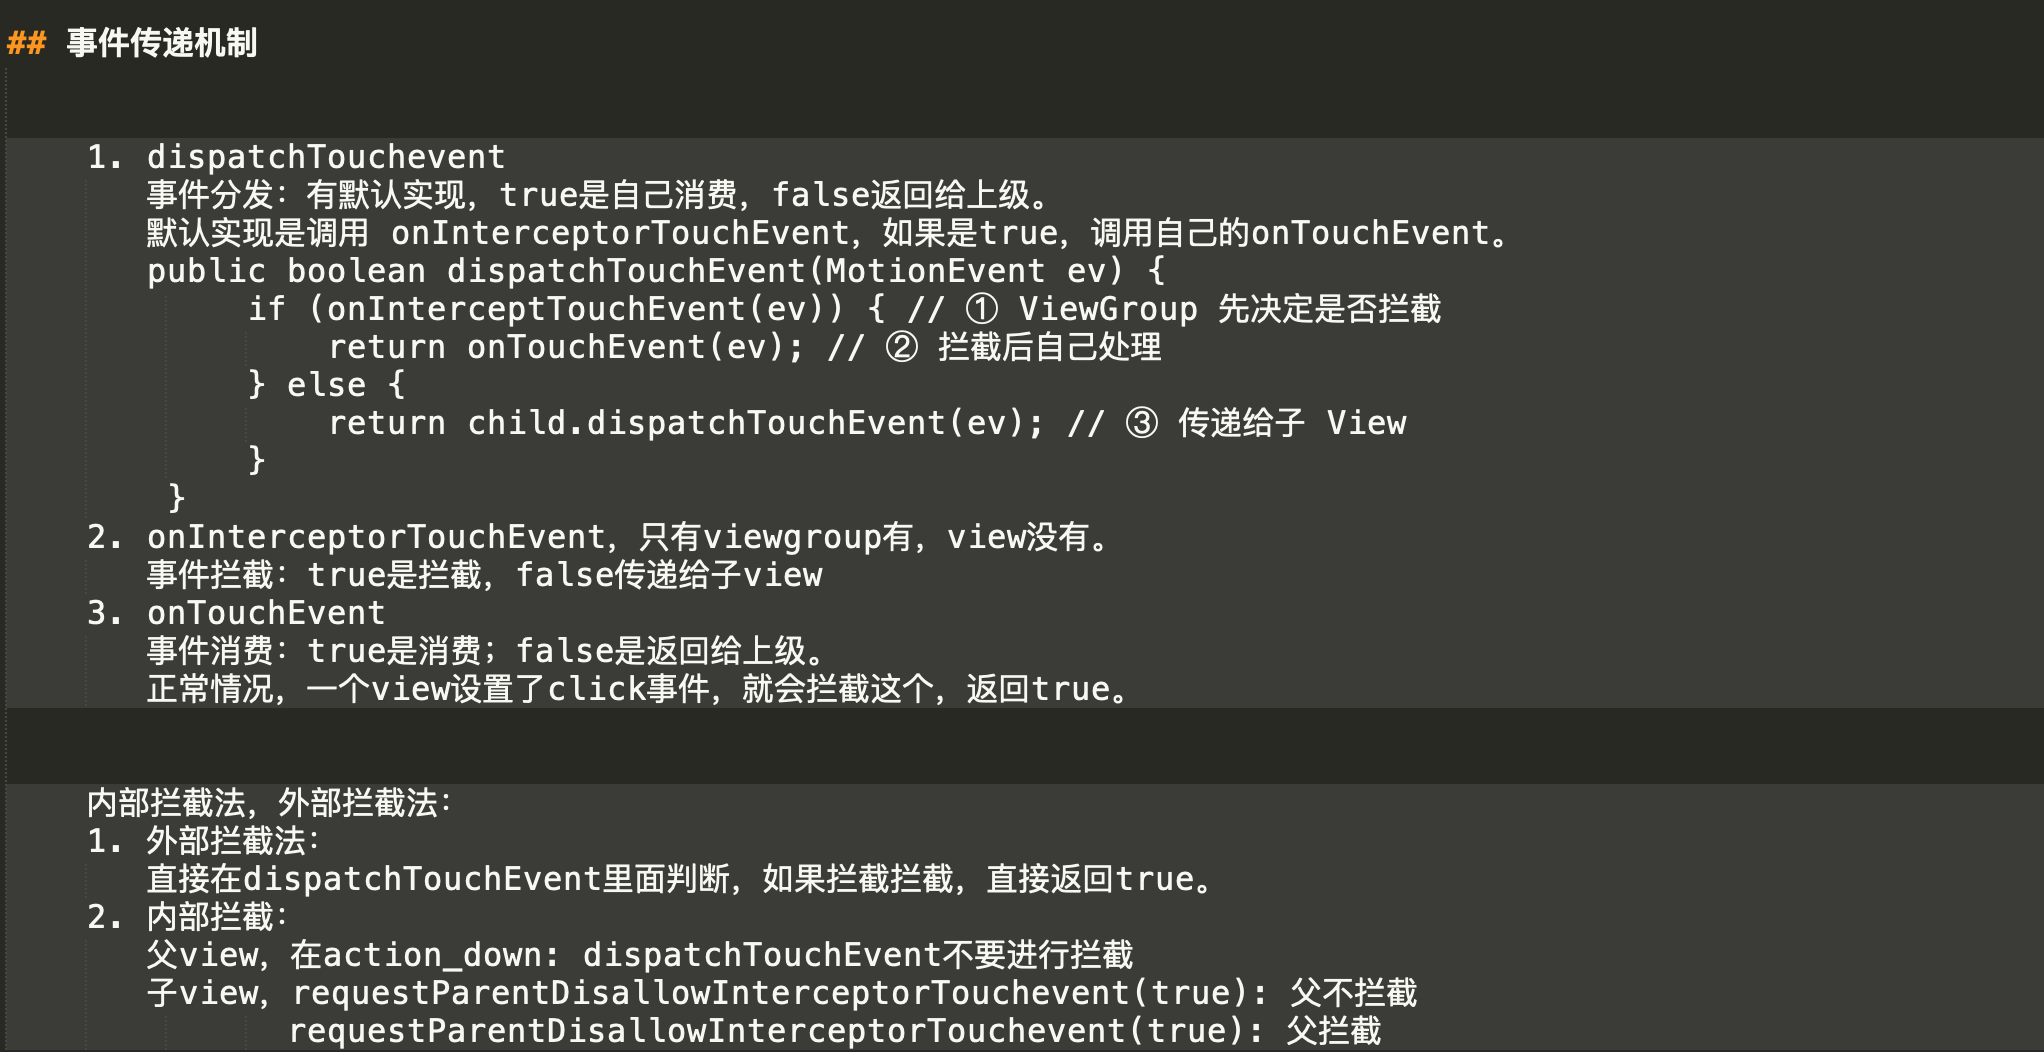 ## 事件传递机制
1. dispatchTouchevent
事件分发：有默认实现，true是自己消费，false返回给上级。
默认实现是调用 onInterceptorTouchEvent，如果是true，调用自己的onTouchEvent。
public boolean dispatchTouchEvent(MotionEvent ev) {
if (onInterceptTouchEvent(ev)) { // ① ViewGroup 先决定是否拦截
return onTouchEvent(ev); // ② 拦截后自己处理
} else {
return child.dispatchTouchEvent(ev); // ③ 传递给子 View
}
}
2. onInterceptorTouchEvent，只有viewgroup有，view没有。
事件拦截：true是拦截，false传递给子view
3. onTouchEvent
事件消费：true是消费；false是返回给上级。
正常情况，一个view设置了click事件，就会拦截这个，返回true。
内部拦截法，外部拦截法：
1. 外部拦截法：
直接在dispatchTouchEvent里面判断，如果拦截拦截，直接返回true。
2. 内部拦截：
父view，在action_down: dispatchTouchEvent不要进行拦截
子view，requestParentDisallowInterceptorTouchevent(true): 父不拦截
requestParentDisallowInterceptorTouchevent(true): 父拦截